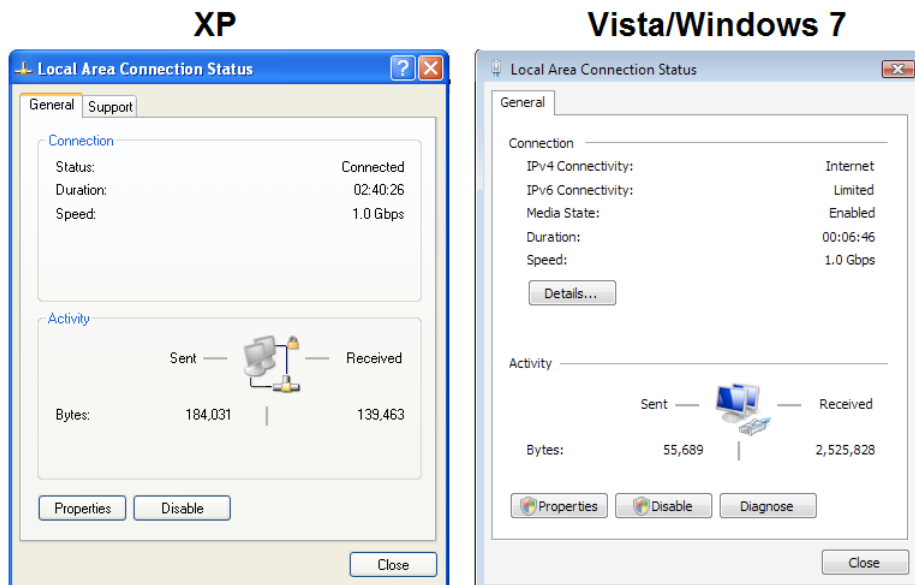 XP
Local Area Connection Status
General Support
Connection
Status: Connected
Duration: 02:40:26
Speed: 1.0 Gbps
Activity
Sent Received
Bytes: 184,031 139,463
Properties Disable
Close
Vista/Windows 7
Local Area Connection Status
General
Connection
IPv4 Connectivity: Internet
IPv6 Connectivity: Limited
Media State: Enabled
Duration: 00:06:46
Speed: 1.0 Gbps
Details...
Activity
Sent Received
Bytes: 55,689 2,525,828
Properties Disable Diagnose
Close